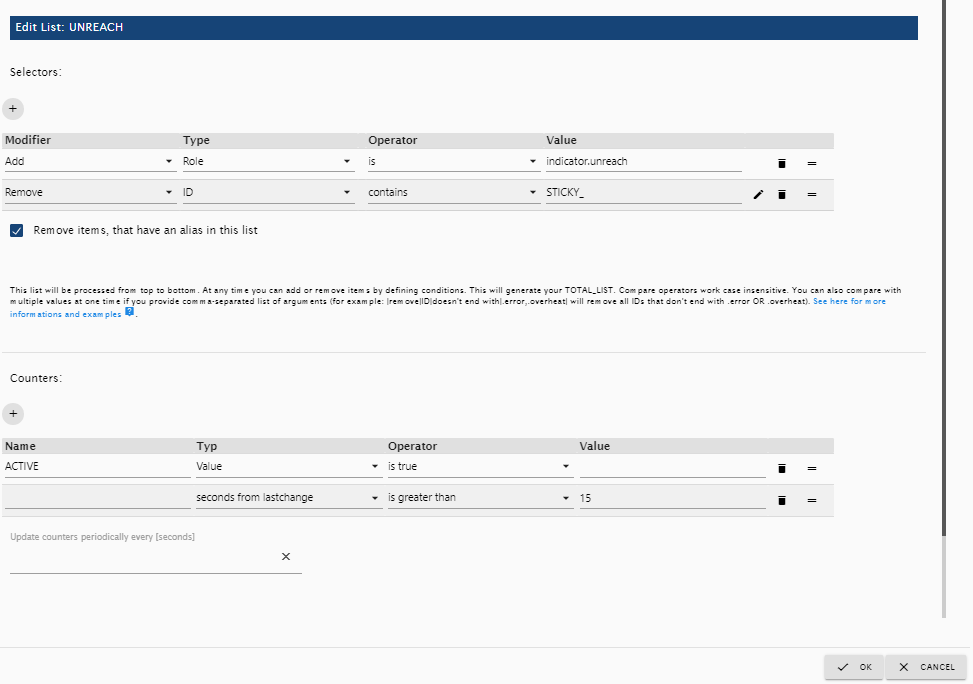 Edit List: UNREACH
Selectors:
+
Modifier Type Operator Value
Add Role is indicator.unreach
Remove ID contains STICKY_
Remove items, that have an alias in this list
This list will be processed from top to bottom. At any time you can add or remove items by defining conditions. This will generate your TOTAL_LIST. Compare operators work case insensitive. You can also compare with
multiple values at one time if you provide comma-separated list of arguments (for example: |remove|ID|doesn't end with|.error,.overheat| will remove all IDs that don't end with .error OR .overheat). See here for more
informations and examples ?.
Counters:
+
Name Typ Operator Value
ACTIVE Value is true
seconds from lastchange is greater than 15
Update counters periodically every [seconds]
OK CANCEL